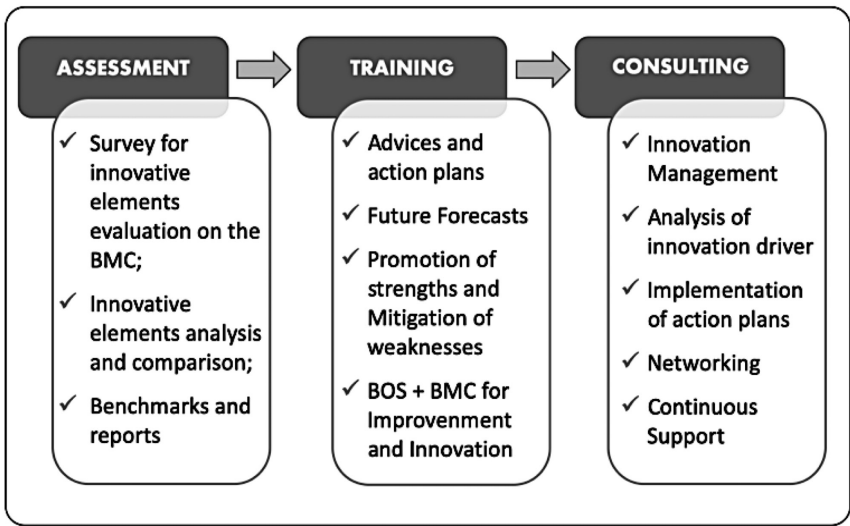 ASSESSMENT
Survey for
innovative
elements
evaluation on the
BMC;
Innovative
elements analysis
and comparison;
Benchmarks and
reports
TRAINING
Advices and
action plans
Future Forecasts
Promotion of
strengths and
Mitigation of
weaknesses
BOS + BMC for
Improvenment
and Innovation
CONSULTING
Innovation
Management
Analysis of
innovation driver
Implementation
of action plans
Networking
Continuous
Support